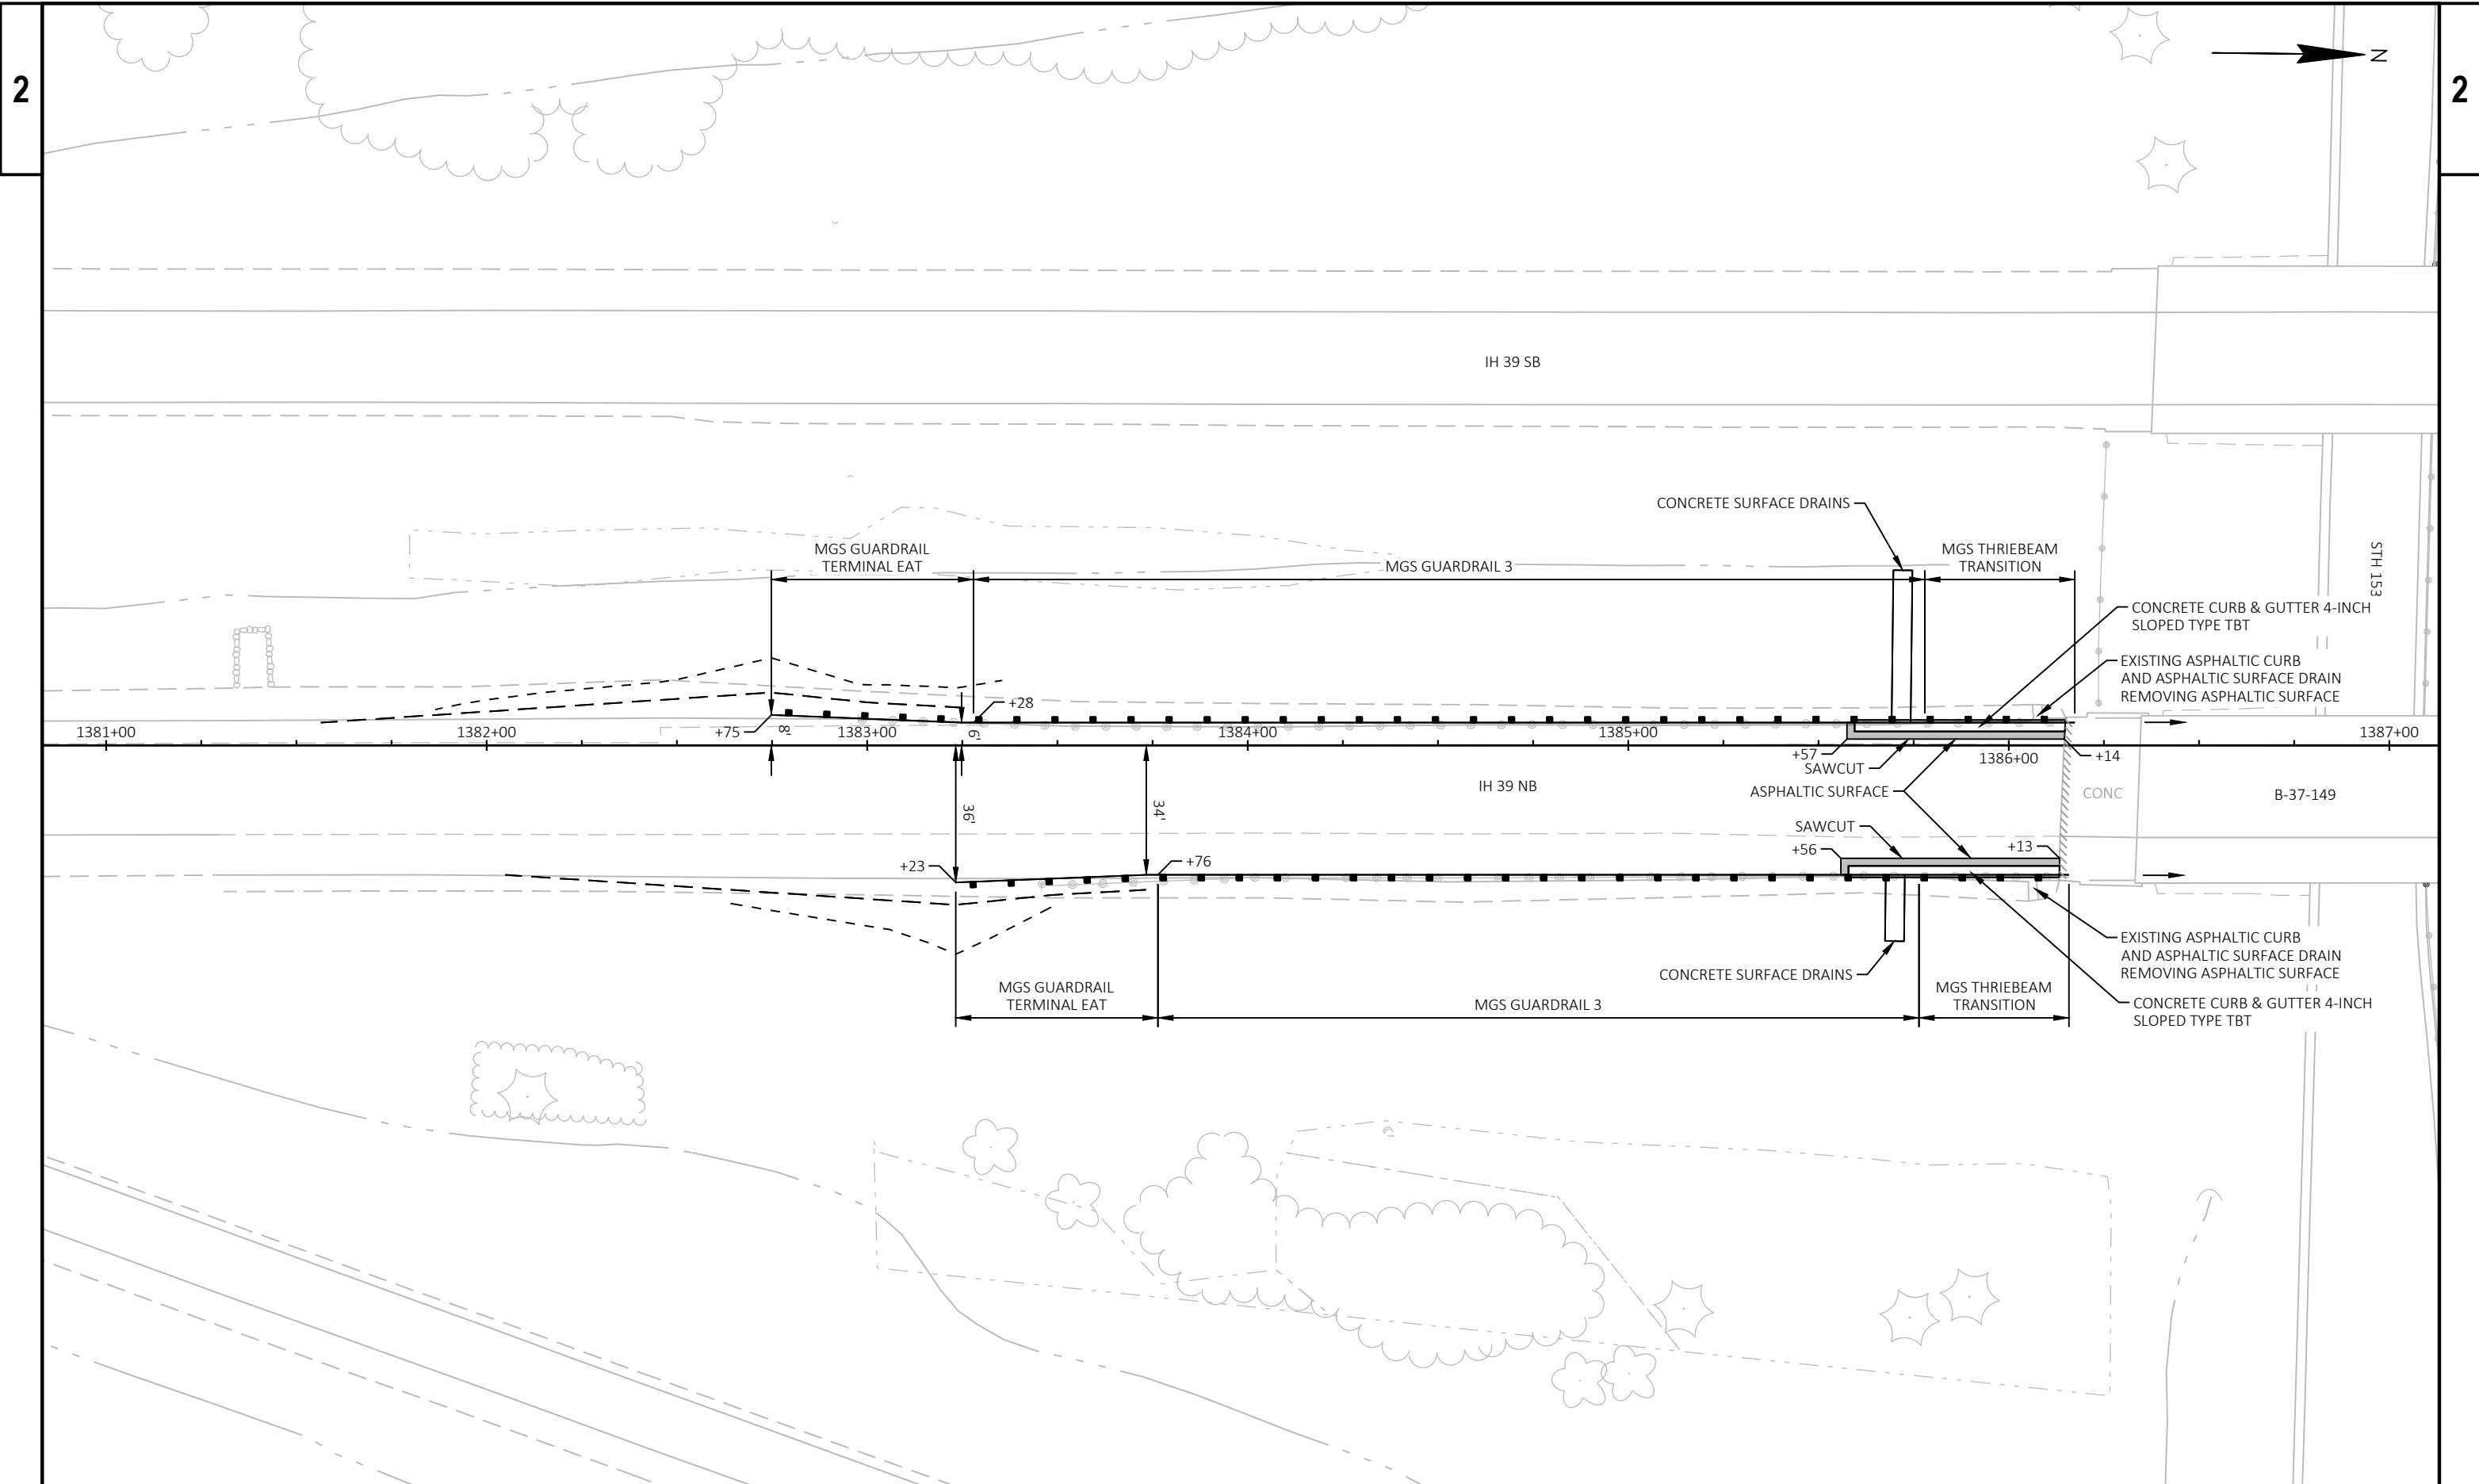 2
2
N
IH 39 SB
CONCRETE SURFACE DRAINS
MGS GUARDRAIL
TERMINAL EAT
MGS GUARDRAIL 3
MGS THRIEBEAM
TRANSITION
STH 153
CONCRETE CURB & GUTTER 4-INCH
SLOPED TYPE TBT
EXISTING ASPHALTIC CURB
AND ASPHALTIC SURFACE DRAIN
REMOVING ASPHALTIC SURFACE
+28
+75
8'
6'
1381+00
1382+00
1383+00
1384+00
1385+00
1386+00
1387+00
+57
+14
SAWCUT
IH 39 NB
ASPHALTIC SURFACE
CONC
B-37-149
36'
34'
SAWCUT
+56
+13
+23
+76
EXISTING ASPHALTIC CURB
AND ASPHALTIC SURFACE DRAIN
REMOVING ASPHALTIC SURFACE
CONCRETE SURFACE DRAINS
MGS GUARDRAIL
TERMINAL EAT
MGS GUARDRAIL 3
MGS THRIEBEAM
TRANSITION
CONCRETE CURB & GUTTER 4-INCH
SLOPED TYPE TBT